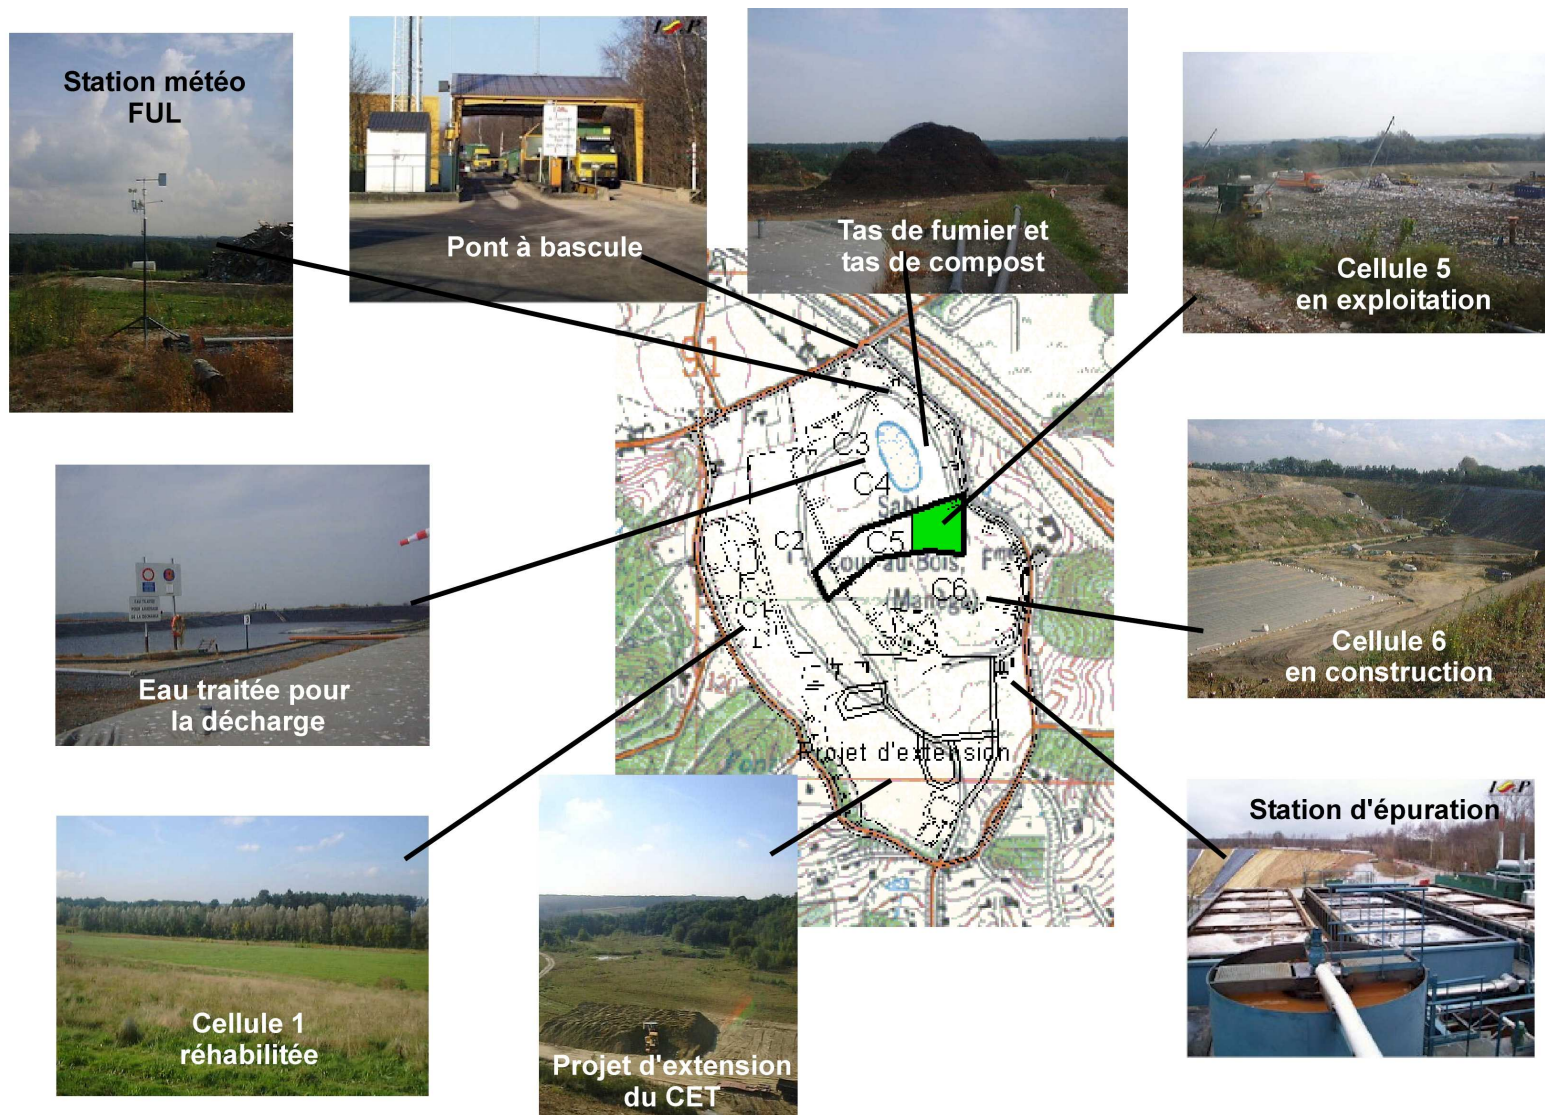 Station météo
FUL
Pont à bascule
Tas de fumier et
tas de compost
Cellule 5
en exploitation
91
C3
C4
C5
C2
C6
C1
(Manège)
Projet d'extension
Eau traitée pour
la décharge
Cellule 6
en construction
Cellule 1
réhabilitée
Projet d'extension
du CET
Station d'épuration